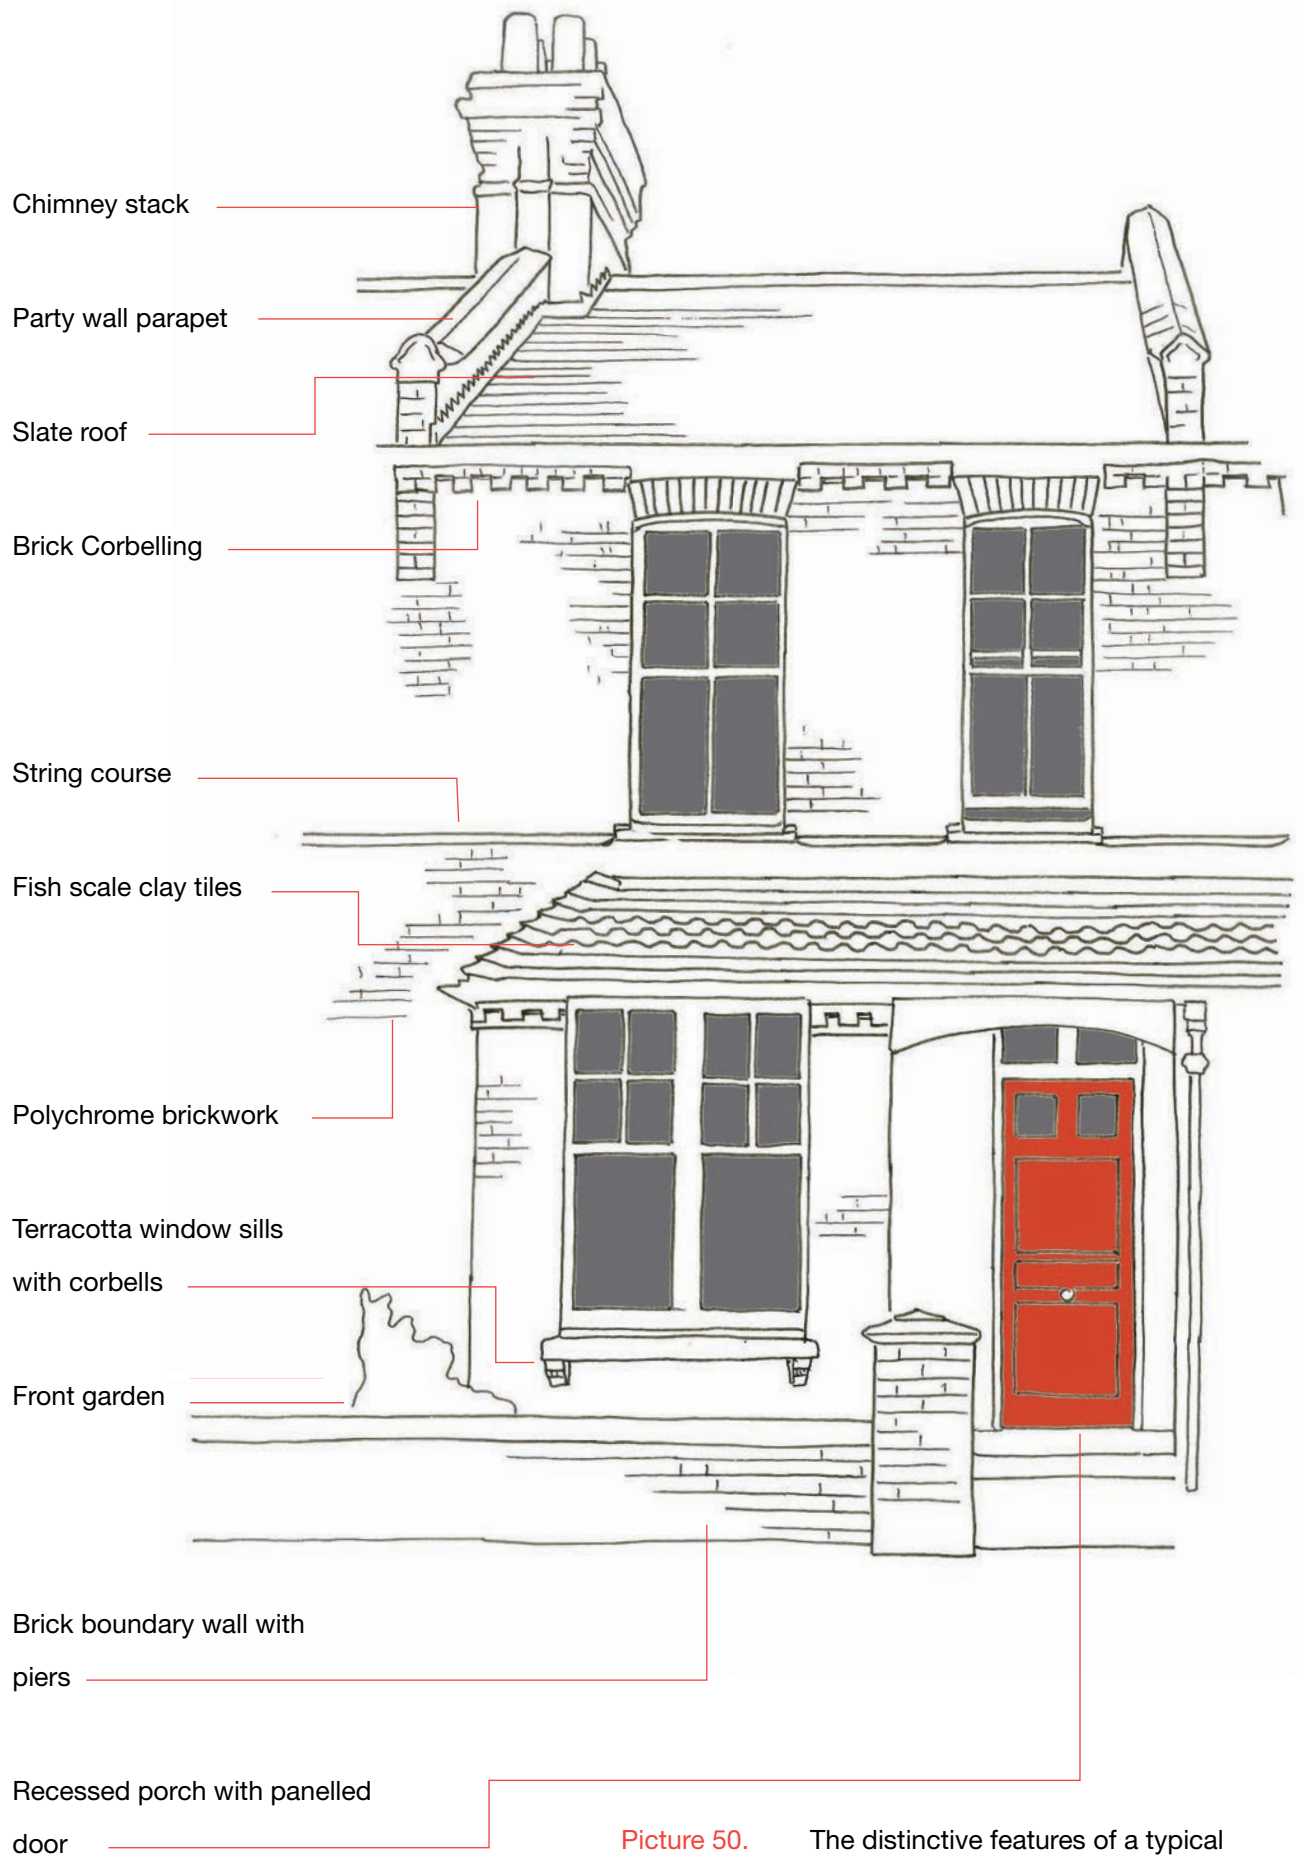 Chimney stack
Party wall parapet
Slate roof
Brick Corbelling
String course
Fish scale clay tiles
Polychrome brickwork
Terracotta window sills
with corbells
Front garden
Brick boundary wall with
piers
Recessed porch with panelled
door
Picture 50. The distinctive features of a typical